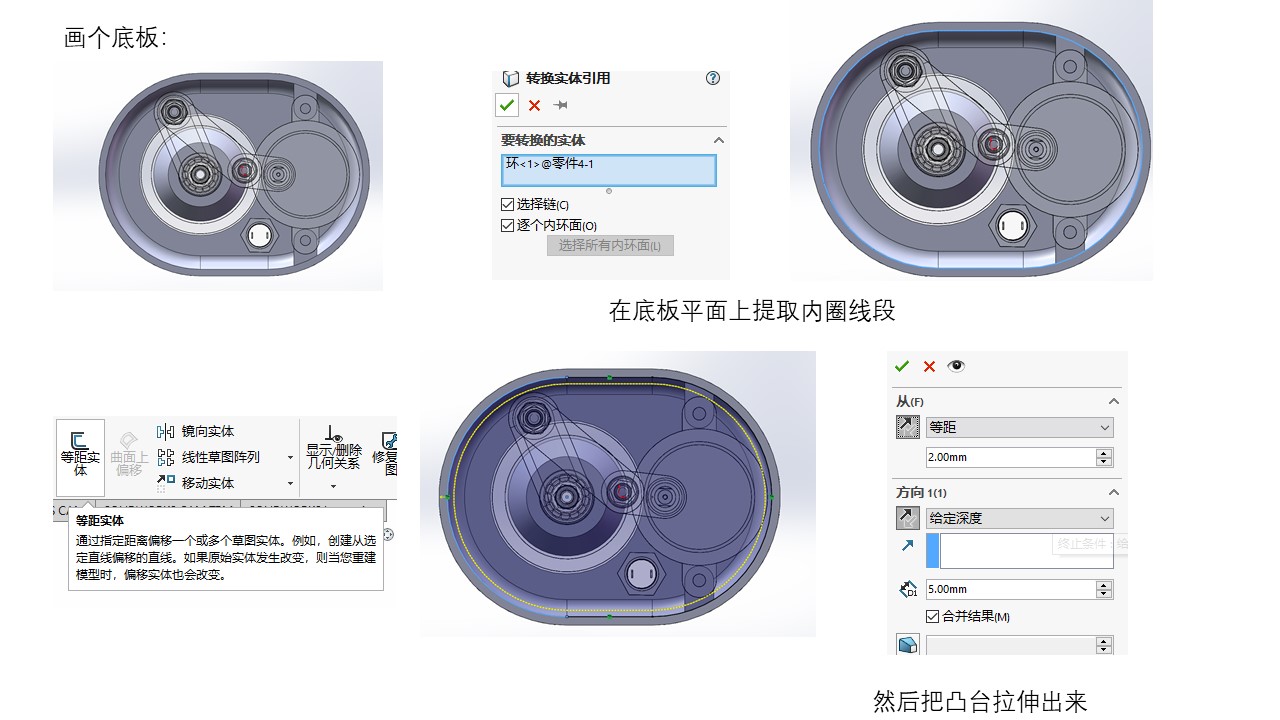 画个底板:
转换实体引用
要转换的实体
环<1>@零件4-1
选择链(C)
逐个内环面(O)
选择所有内环面(L)
在底板平面上提取内圈线段
等距实体
曲面上偏移
镜向实体
线性草图阵列
移动实体
显示/删除几何关系
等距实体
通过指定距离偏移一个或多个草图实体。例如，创建从选
定直线偏移的直线。如果原始实体发生改变，则当您重建
模型时，偏移实体也会改变。
从(F)
等距
2.00mm
方向 1(1)
给定深度
终止条件：
5.00mm
D1
合并结果(M)
然后把凸台拉伸出来